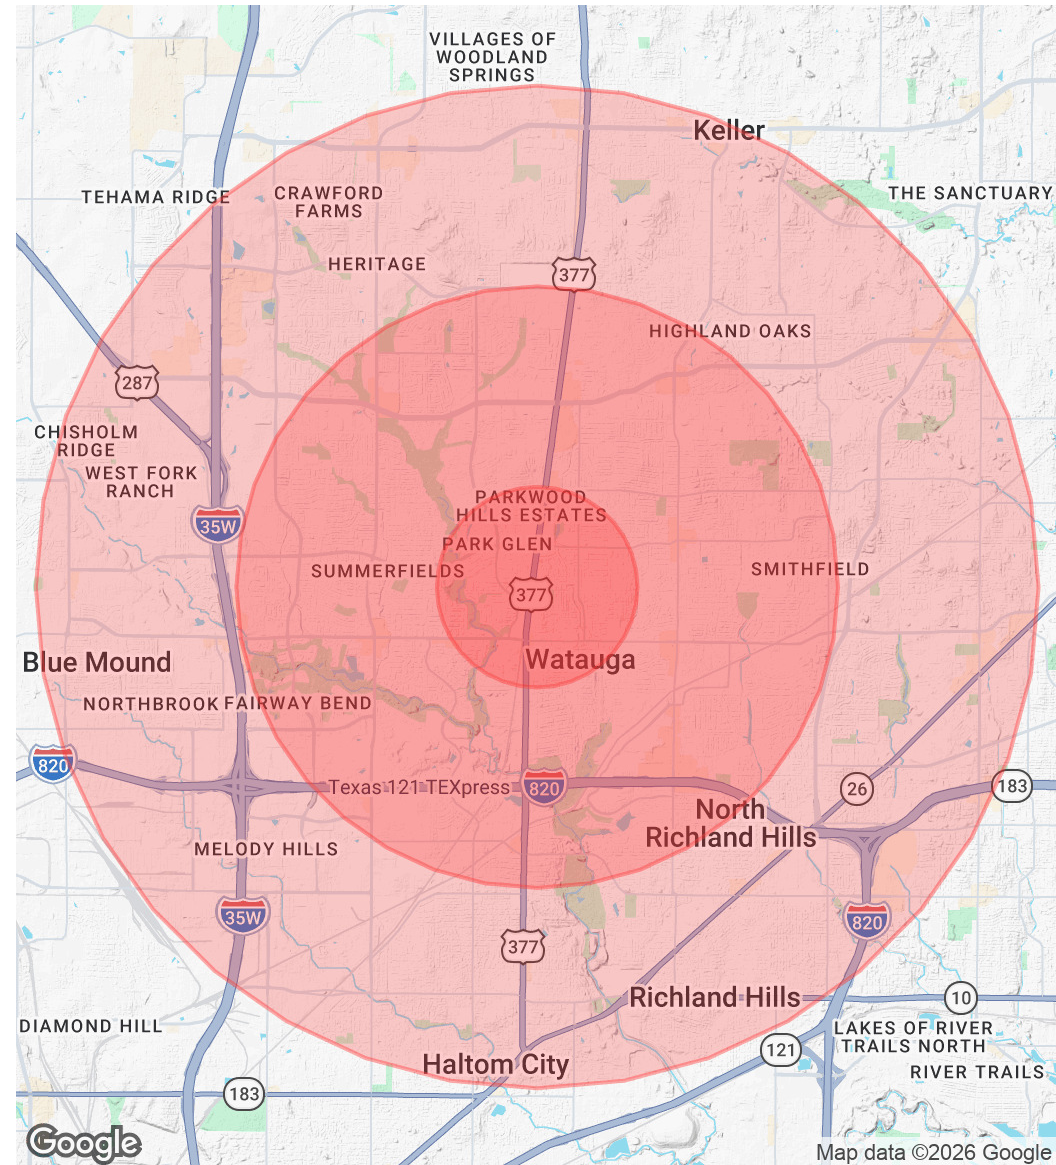 VILLAGES OF
WOODLAND
SPRINGS
Keller
TEHAMA RIDGE
CRAWFORD
FARMS
THE SANCTUARY
HERITAGE
377
HIGHLAND OAKS
287
CHISHOLM
RIDGE
WEST FORK
RANCH
PARKWOOD
HILLS ESTATES
35W
PARK GLEN
SUMMERFIELDS
SMITHFIELD
377
Blue Mound
Watauga
NORTHBROOK
FAIRWAY BEND
820
Texas 121 TEXpress
820
26
183
North
Richland Hills
MELODY HILLS
35W
820
377
Richland Hills
10
DIAMOND HILL
LAKES OF RIVER
TRAILS NORTH
121
Haltom City
RIVER TRAILS
183
Google
Map data ©2026 Google